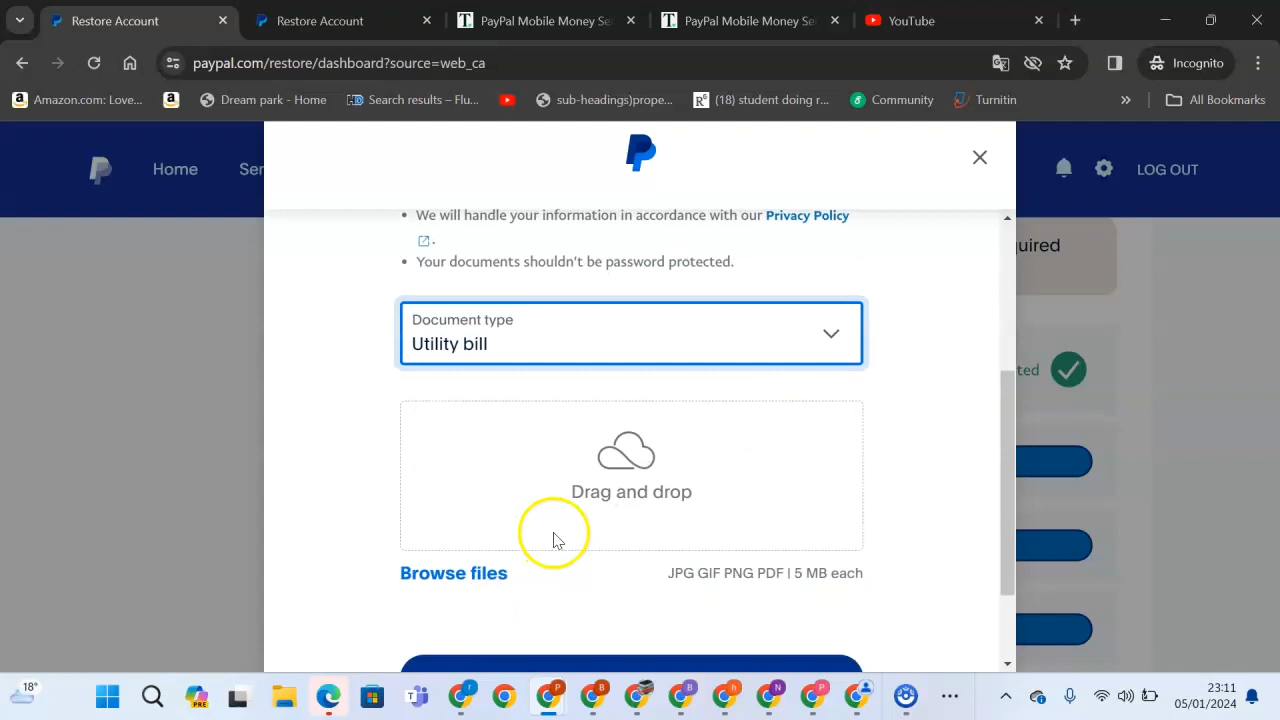 Restore Account
Restore Account
PayPal Mobile Money Se
PayPal Mobile Money Se
YouTube
paypal.com/restore/dashboard?source=web_ca
Incognito
Amazon.com: Love...
Dream park - Home
Search results – Flu...
sub-headings)prope...
(18) student doing r...
Community
Turnitin
All Bookmarks
Home
Ser
LOG OUT
We will handle your information in accordance with our Privacy Policy
.
Your documents shouldn't be password protected.
quired
Document type
Utility bill
ted
Drag and drop
Browse files
JPG GIF PNG PDF | 5 MB each
18°
PRE
23:11
05/01/2024